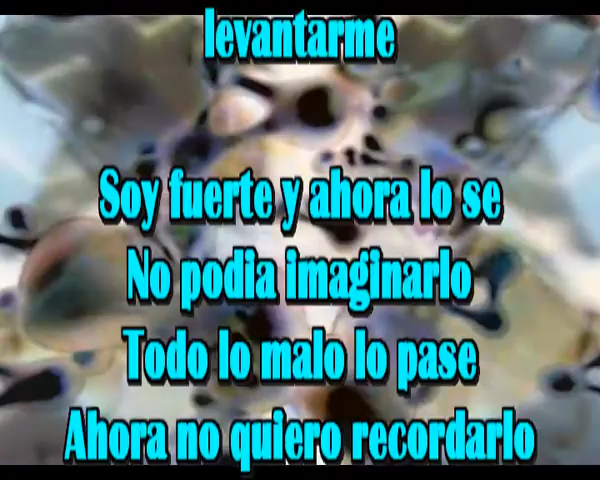 levantarme
Soy fuerte y ahora lo se
No podia imaginarlo
Todo lo malo lo pase
Ahora no quiero recordarlo